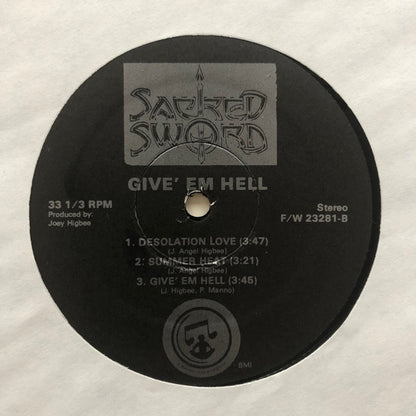 SACRED
SWORD
GIVE' EM HELL
33 1/3 RPM
Produced by:
Joey Higbee
Stereo
F/W 23281-B
1. DESOLATION LOVE (3:47)
(J. Angel Higbee)
2. SUMMER HEAT (3:21)
(J. Angel Higbee)
3. GIVE' EM HELL (3:45)
(J. Higbee, P. Manno)
BMI